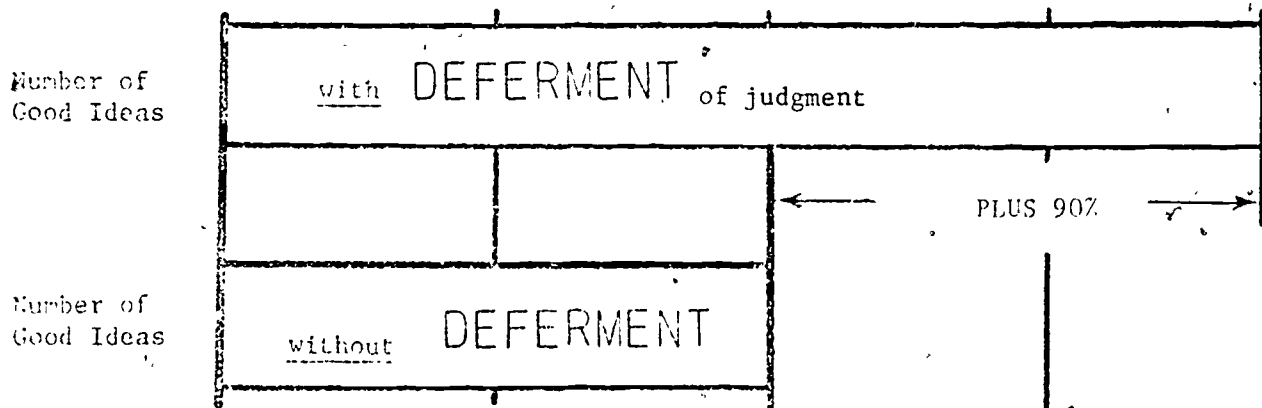 Number of
Good Ideas
with DEFERMENT of judgment
PLUS 90%
Number of
Good Ideas
without DEFERMENT